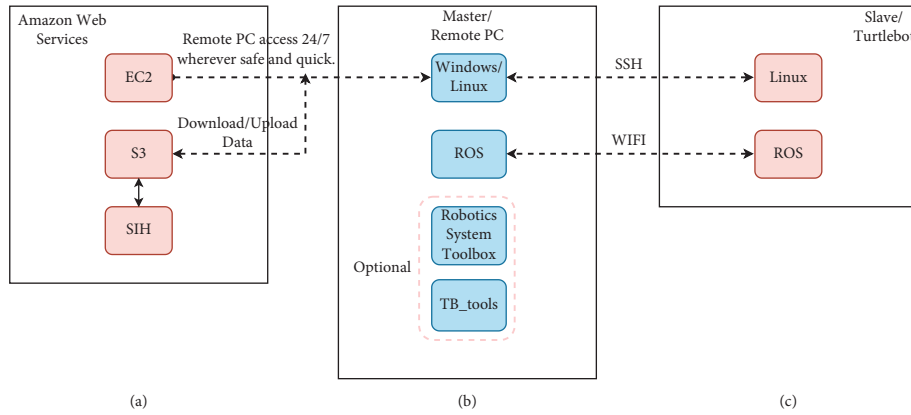 Amazon Web
Services
EC2
S3
SIH
Remote PC access 24/7
wherever safe and quick.
Download/Upload
Data
Master/
Remote PC
Windows/
Linux
ROS
Robotics
System
Toolbox
Optional
TB_tools
SSH
WIFI
Slave/
Turtlebot
Linux
ROS
(a)
(b)
(c)